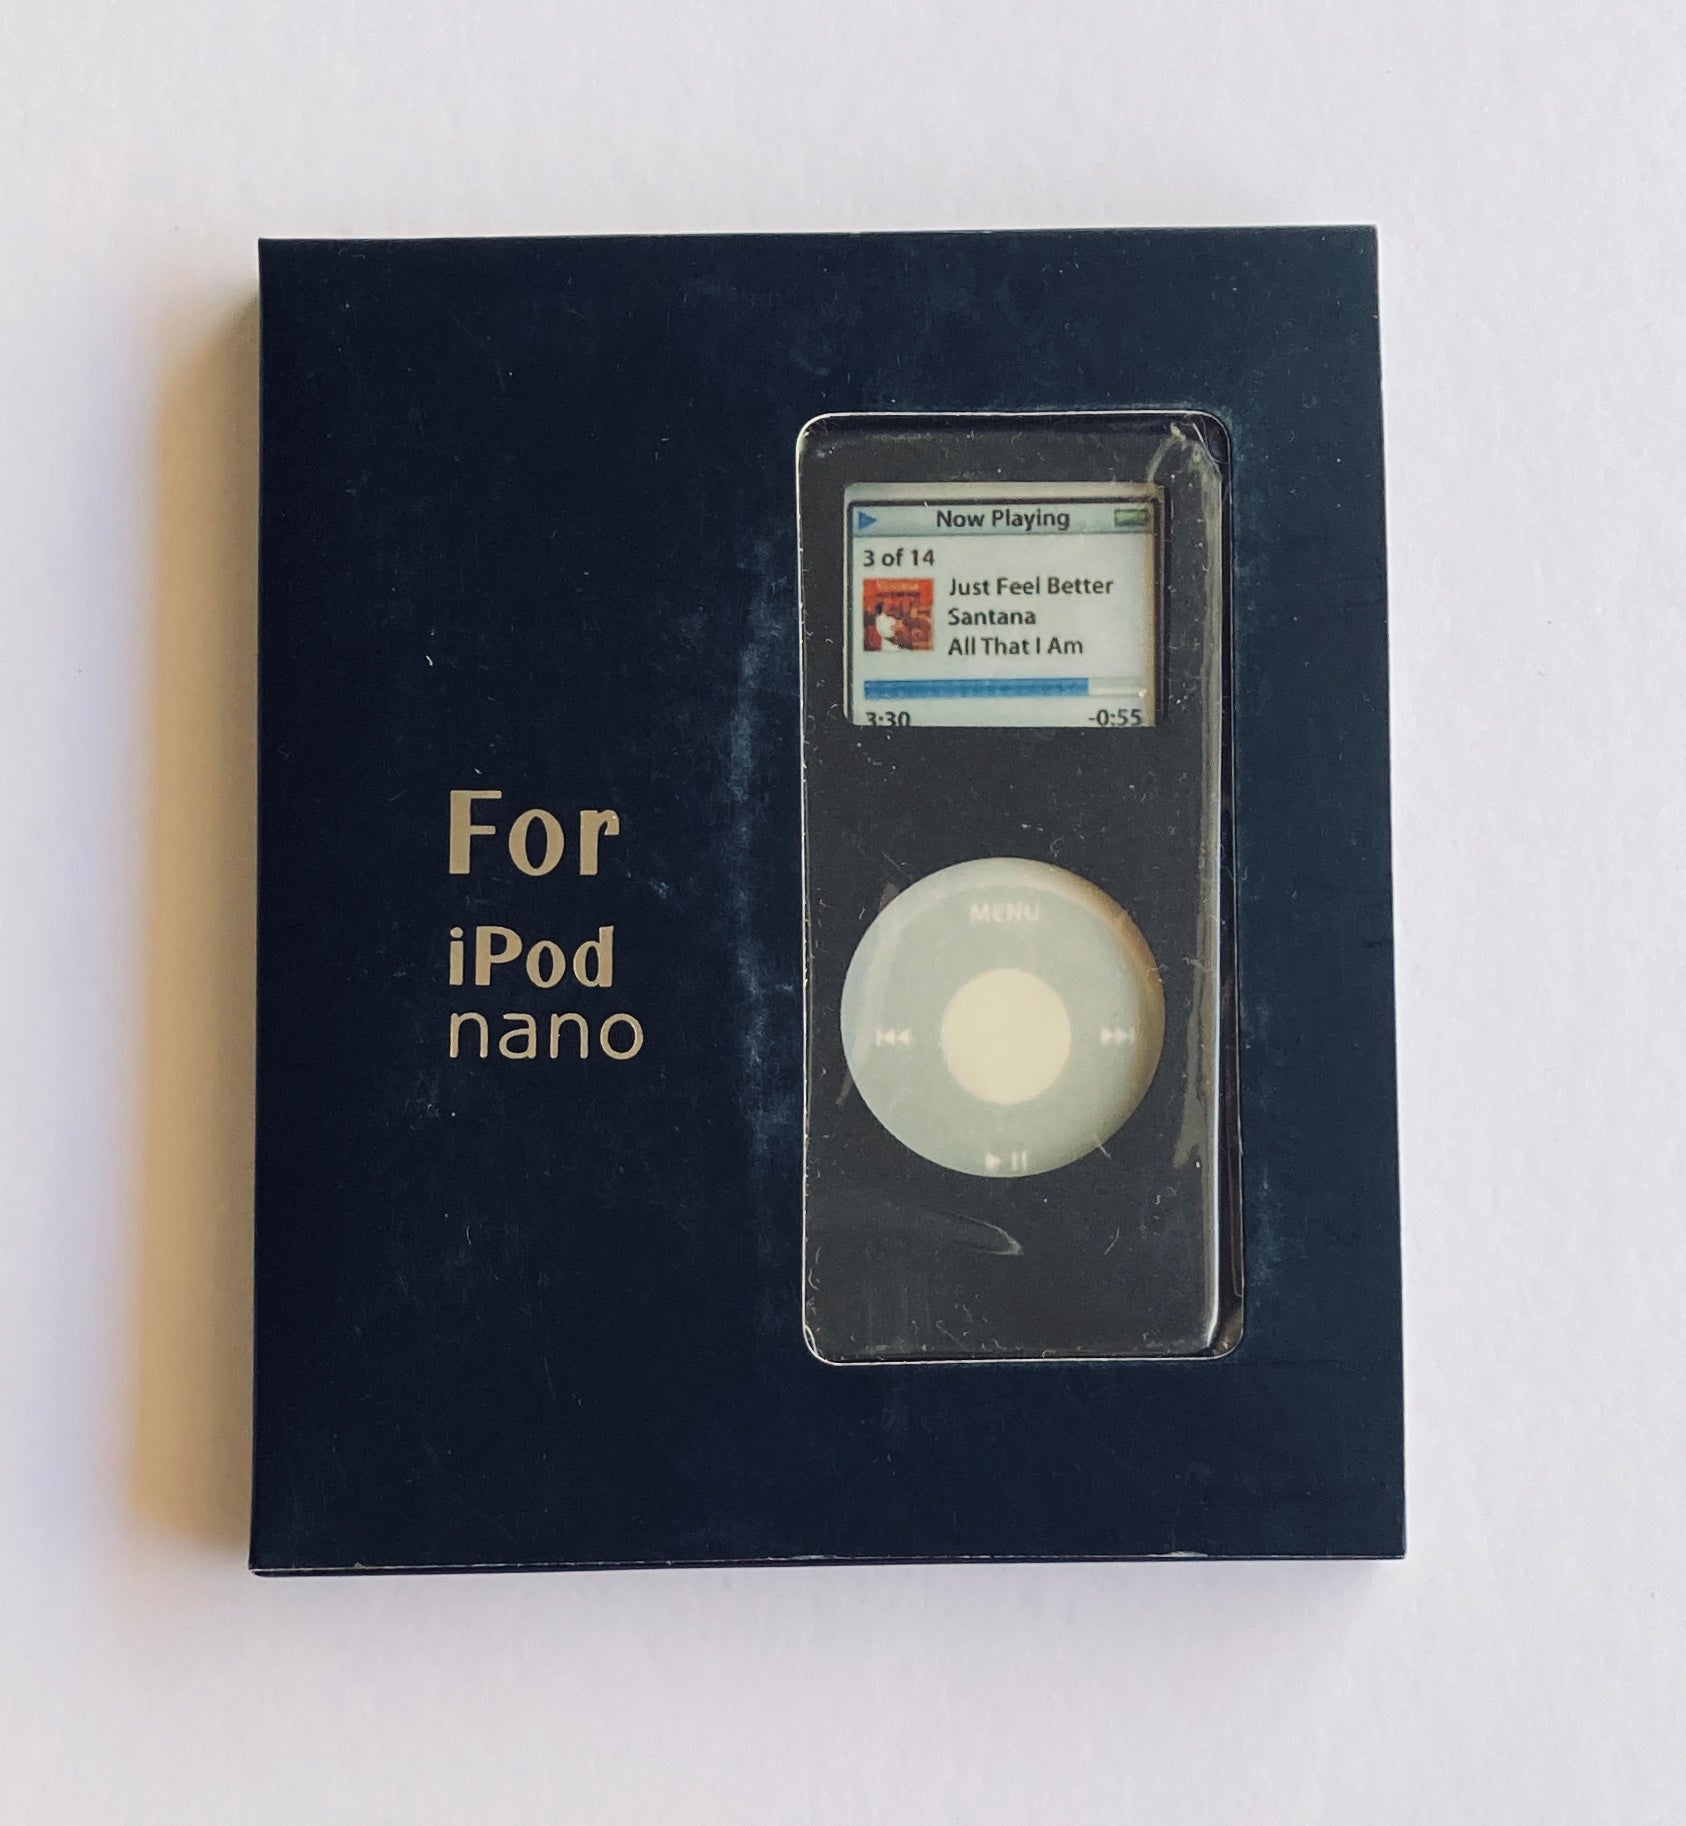 For
iPod
nano
Now Playing
3 of 14
Just Feel Better
Santana
All That I Am
3:30 -0:55
MENU